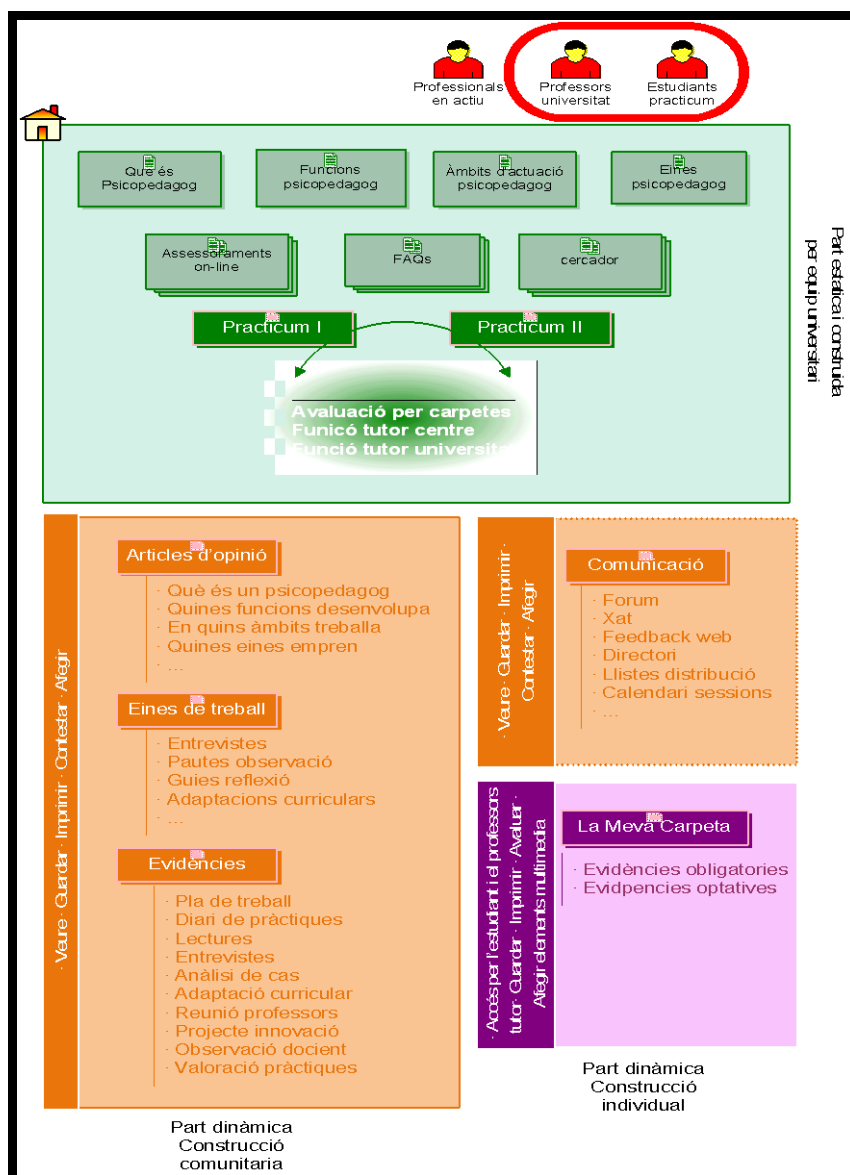 Professionals
en actiu
Professors
universitat
Estudiants
practicum
Què és
Psicopedagog
Funcions
psicopedagog
Àmbits d'actuació
psicopedagog
Eines
psicopedagog
Assessoraments
on-line
FAQs
cercador
Practicum I
Practicum II
Avaluació per carpetes
Funicó tutor centre
Funció tutor universitat
Part estatica i construida
per equip universitari
· Veure · Guardar · Imprimir · Contestar · Afegir
Articles d'opinió
· Què és un psicopedagog
· Quines funcions desenvolupa
· En quins àmbits treballa
· Quines eines empren
· ...
Eines de treball
· Entrevistes
· Pautes observació
· Guies reflexió
· Adaptacions curriculars
· ...
Evidències
· Pla de treball
· Diari de pràctiques
· Lectures
· Entrevistes
· Anàlisi de cas
· Adaptació curricular
· Reunió professors
· Projecte innovació
· Observació docient
· Valoració pràctiques
Part dinàmica
Construcció
comunitaria
· Veure · Guardar · Imprimir ·
Contestar · Afegir
Comunicació
· Forum
· Xat
· Feedback web
· Directori
· Llistes distribució
· Calendari sessions
· ...
· Accés per l'estudiant i el professors
tutor · Guardar · Imprimir · Avaluar ·
Afegir elements multimedia
La Meva Carpeta
· Evidències obligatories
· Evidpencies optatives
Part dinàmica
Construcció
individual